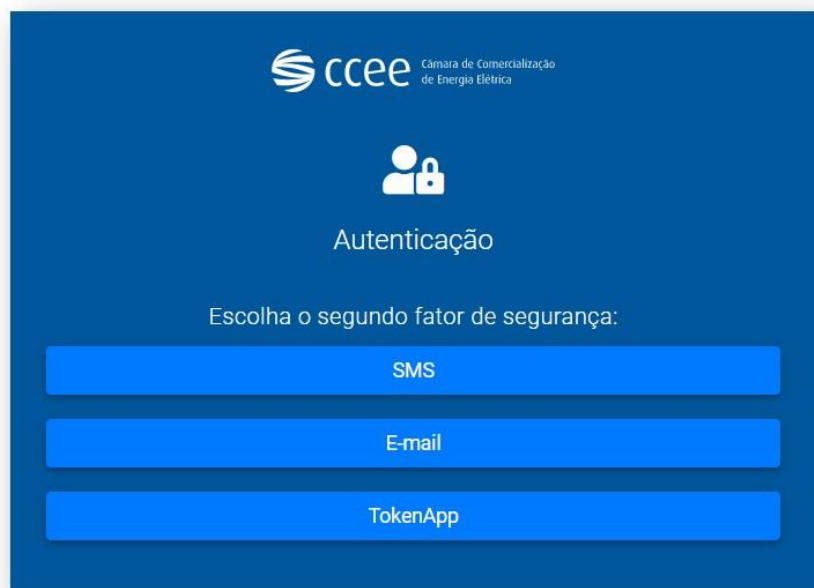 ccee Câmara de Comercialização
de Energia Elétrica
Autenticação
Escolha o segundo fator de segurança:
SMS
E-mail
TokenApp